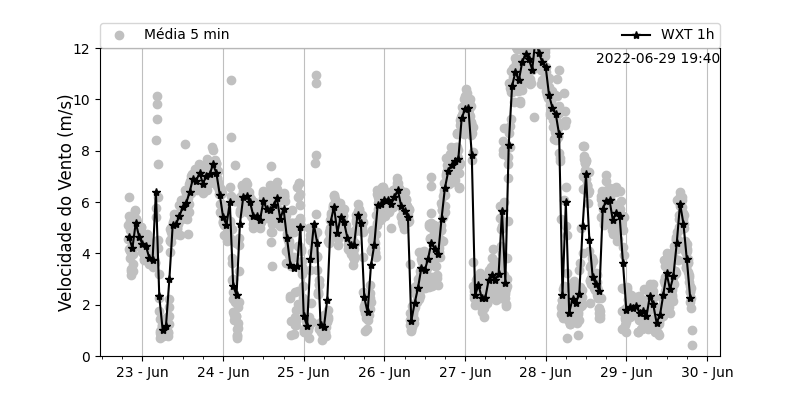 Média 5 min
WXT 1h
2022-06-29 19:40
Velocidade do Vento (m/s)
12
10
8
6
4
2
0
23 - Jun
24 - Jun
25 - Jun
26 - Jun
27 - Jun
28 - Jun
29 - Jun
30 - Jun